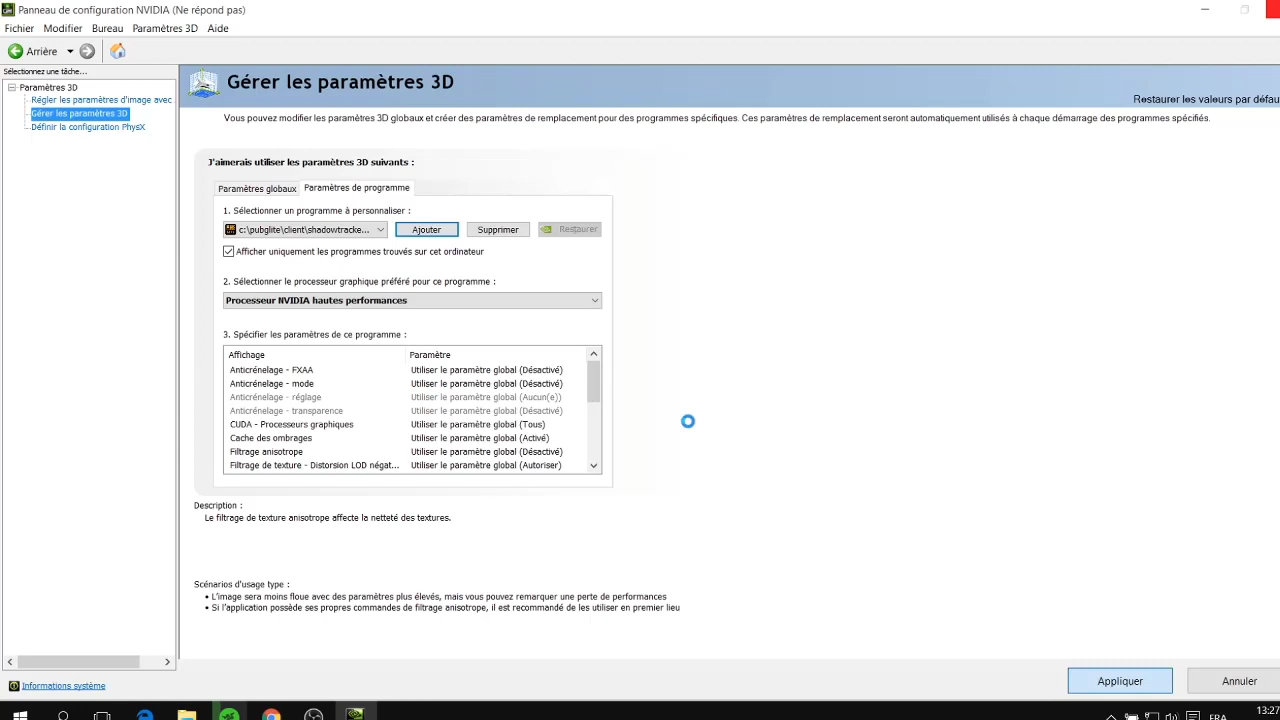 Panneau de configuration NVIDIA (Ne répond pas)
Fichier Modifier Bureau Paramètres 3D Aide
Arrière
Sélectionnez une tâche...
Paramètres 3D
Régler les paramètres d'image avec
Gérer les paramètres 3D
Définir la configuration PhysX
Gérer les paramètres 3D
Restaurer les valeurs par défau
Vous pouvez modifier les paramètres 3D globaux et créer des paramètres de remplacement pour des programmes spécifiques. Ces paramètres de remplacement seront automatiquement utilisés à chaque démarrage des programmes spécifiés.
J'aimerais utiliser les paramètres 3D suivants :
Paramètres globaux Paramètres de programme
1. Sélectionner un programme à personnaliser :
c:\pubglite\client\shadowtracke... Ajouter Supprimer Restaurer
Afficher uniquement les programmes trouvés sur cet ordinateur
2. Sélectionner le processeur graphique préféré pour ce programme :
Processeur NVIDIA hautes performances
3. Spécifier les paramètres de ce programme :
Affichage Paramètre
Anticrénelage - FXAA Utiliser le paramètre global (Désactivé)
Anticrénelage - mode Utiliser le paramètre global (Désactivé)
Anticrénelage - réglage Utiliser le paramètre global (Aucun(e))
Anticrénelage - transparence Utiliser le paramètre global (Désactivé)
CUDA - Processeurs graphiques Utiliser le paramètre global (Tous)
Cache des ombrages Utiliser le paramètre global (Activé)
Filtrage anisotrope Utiliser le paramètre global (Désactivé)
Filtrage de texture - Distorsion LOD négat... Utiliser le paramètre global (Autoriser)
Description :
Le filtrage de texture anisotrope affecte la netteté des textures.
Scénarios d'usage type :
• L'image sera moins floue avec des paramètres plus élevés, mais vous pouvez remarquer une perte de performances
• Si l'application possède ses propres commandes de filtrage anisotrope, il est recommandé de les utiliser en premier lieu
Informations système
Appliquer Annuler
FRA
13:27